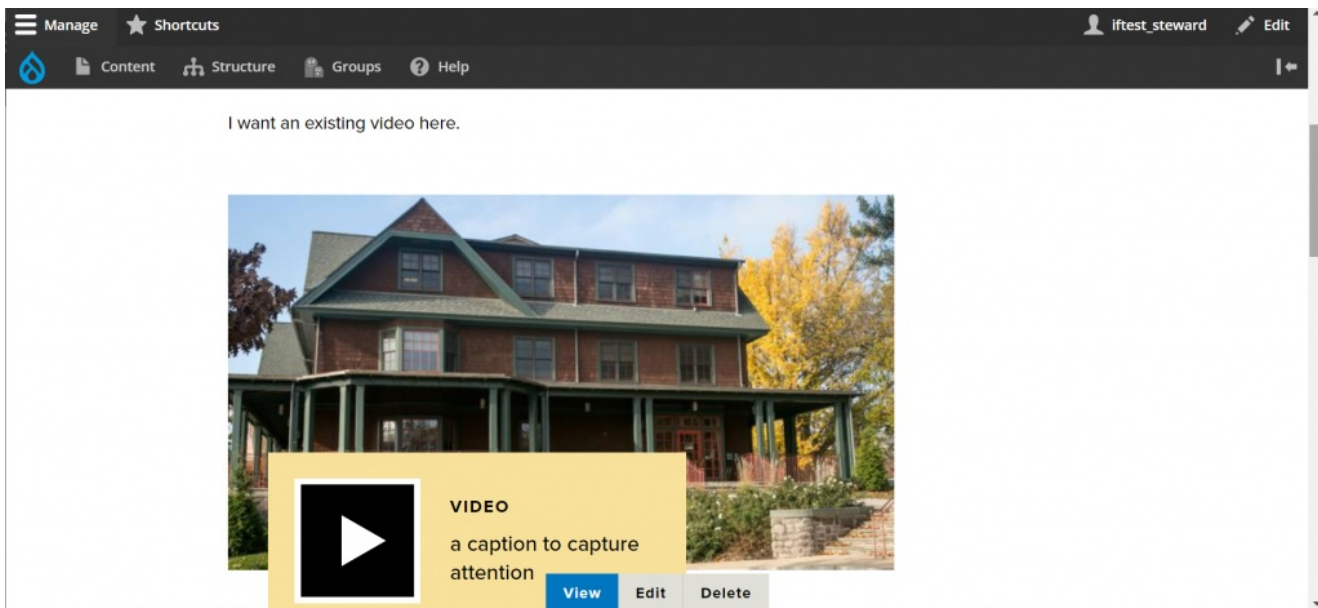 Manage Shortcuts iftest_steward Edit
Content Structure Groups Help
I want an existing video here.
VIDEO
a caption to capture
attention
View Edit Delete